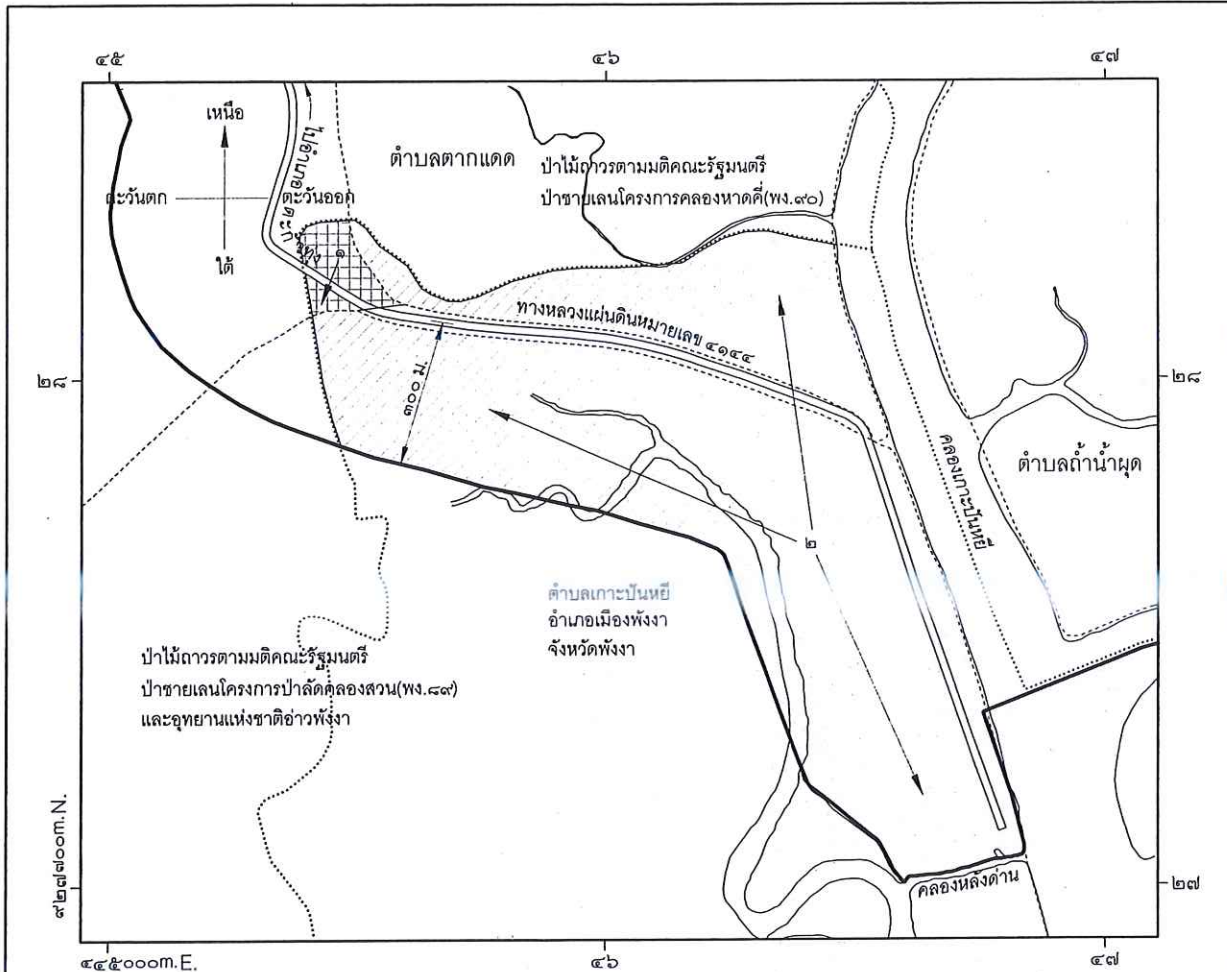 ๔๕ ๔๖ ๔๗
เหนือ
ตะวันตก ตะวันออก
ใต้
ไปอำเภอตะกั่วทุ่ง
ตำบลตากแดด
ป่าไม้ถาวรตามมติคณะรัฐมนตรี
ป่าชายเลนโครงการคลองหาดคี่(พง.๙๐)
๑
ทางหลวงแผ่นดินหมายเลข ๔๑๔๔
๒๘ ๒๘
๓๐๐ ม.
คลองเกาะปันหยี
ตำบลถ้ำน้ำผุด
๒
ตำบลเกาะปันหยี
อำเภอเมืองพังงา
จังหวัดพังงา
ป่าไม้ถาวรตามมติคณะรัฐมนตรี
ป่าชายเลนโครงการป่าลัดคลองสวน(พง.๘๙)
และอุทยานแห่งชาติอ่าวพังงา
๙๒๗๗๐๐๐m.N.
คลองหลังด่าน
๒๗
๔๔๕๐๐๐m.E. ๔๖ ๔๗